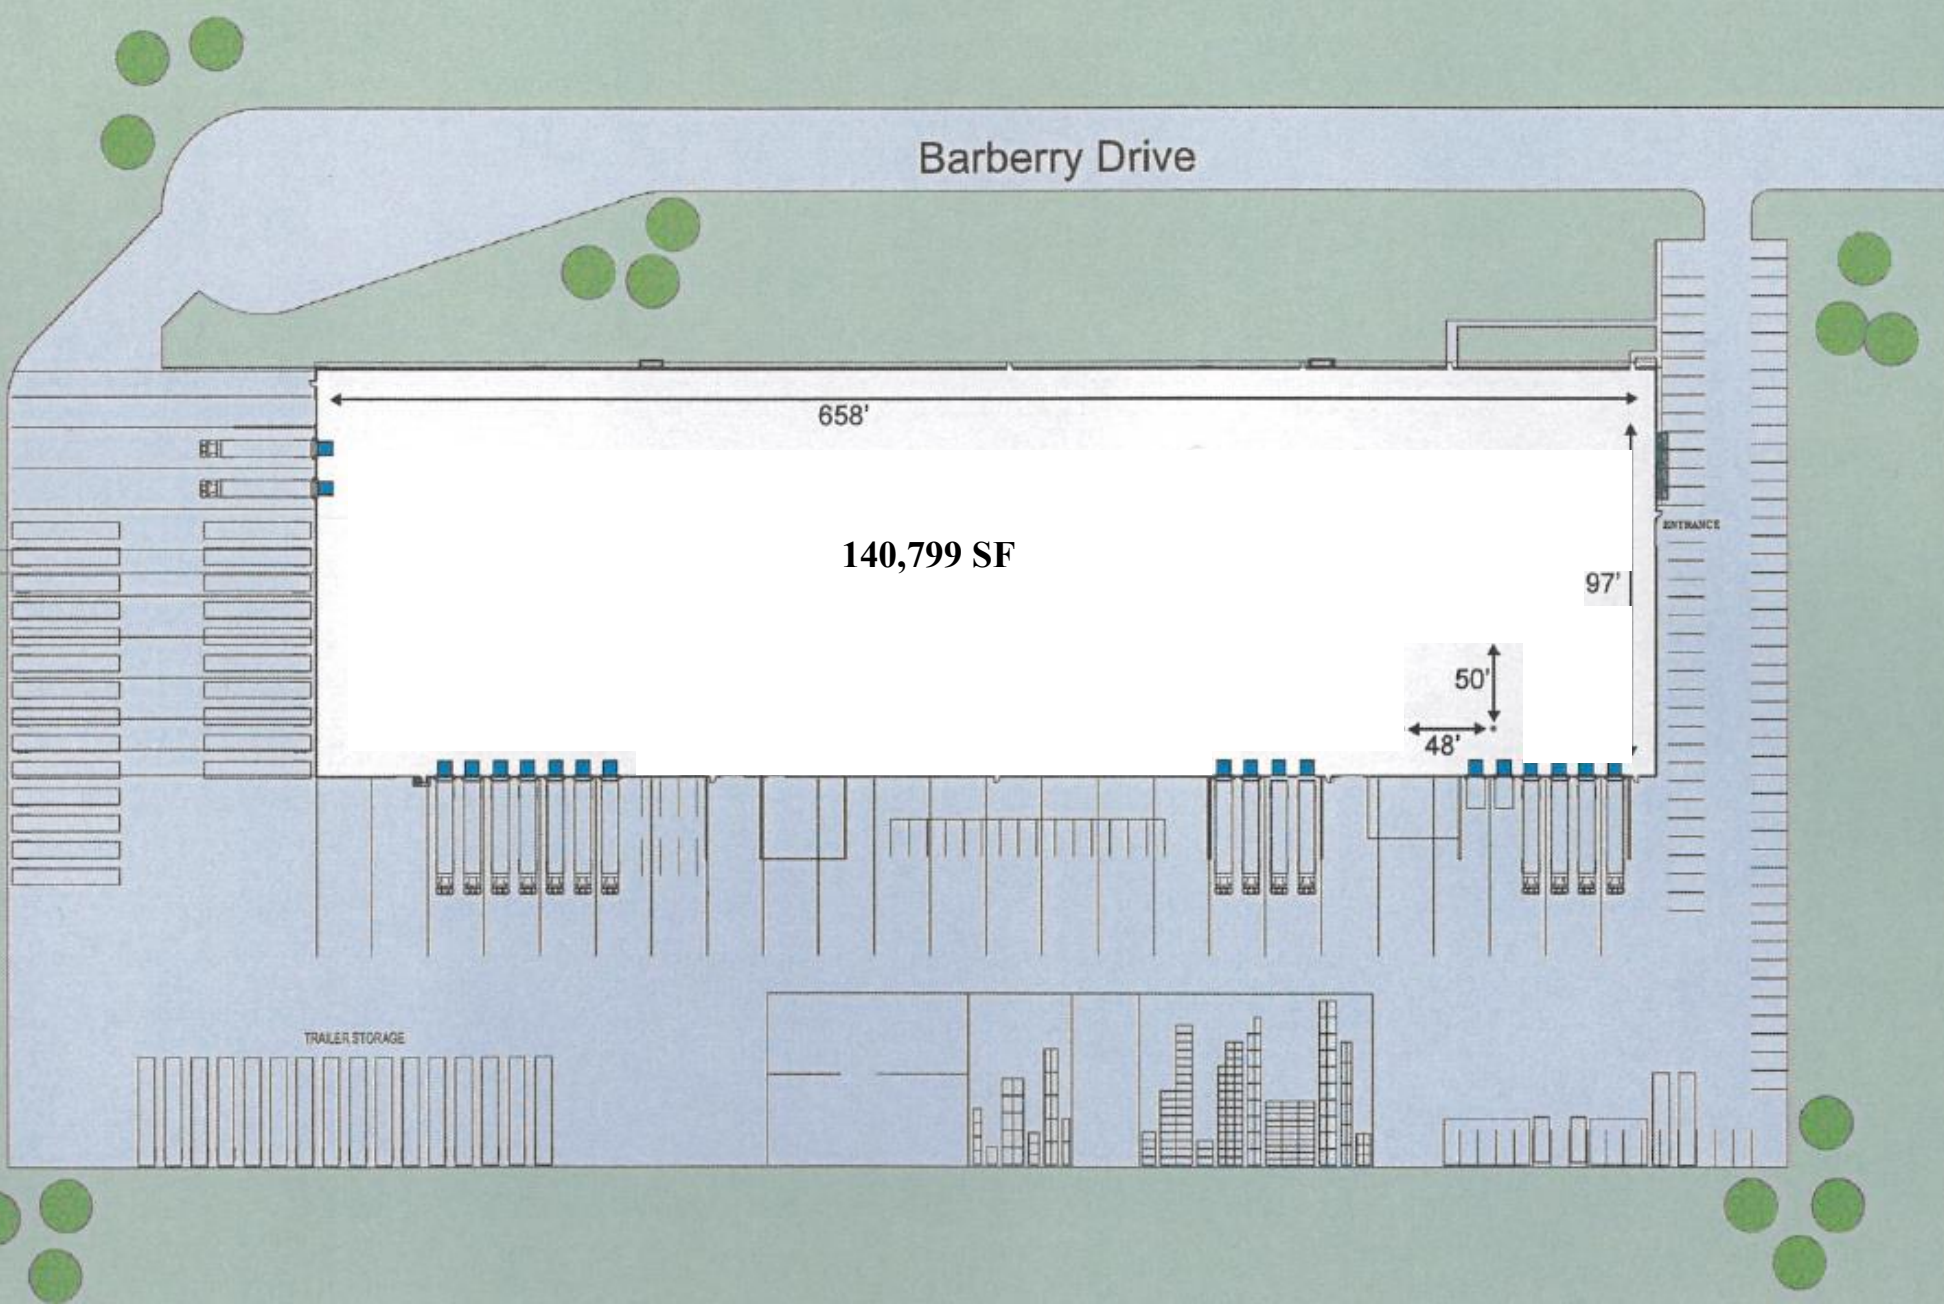 Barberry Drive
658'
ENTRANCE
140,799 SF
97'
50'
48'
TRAILER STORAGE